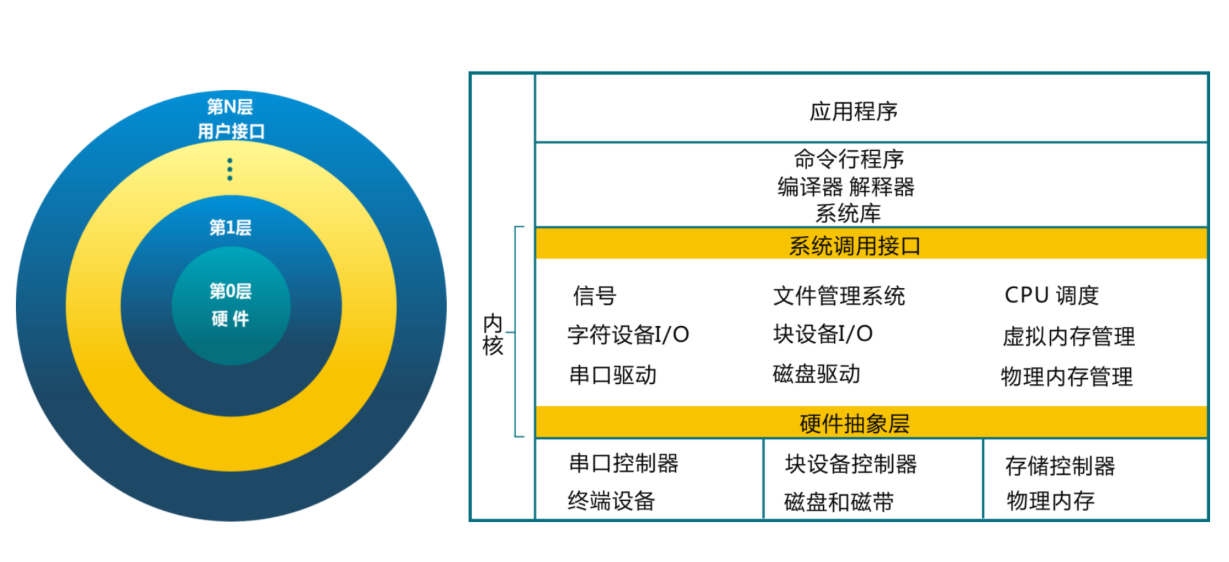 第N层
用户接口
第1层
第0层
硬 件
应用程序
命令行程序
编译器 解释器
系统库
系统调用接口
内核
信号 文件管理系统 CPU 调度
字符设备I/O 块设备I/O 虚拟内存管理
串口驱动 磁盘驱动 物理内存管理
硬件抽象层
串口控制器 块设备控制器 存储控制器
终端设备 磁盘和磁带 物理内存